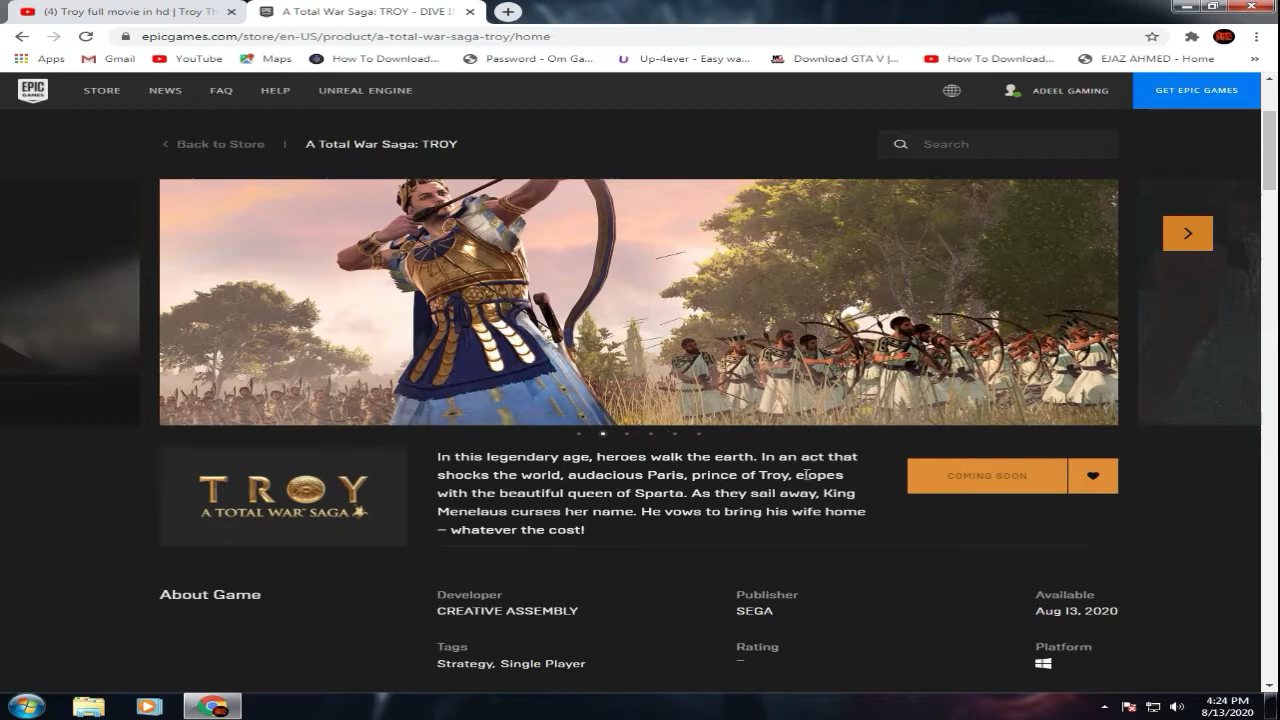 (4) Troy full movie in hd | Troy Th
A Total War Saga: TROY - DIVE I
epicgames.com/store/en-US/product/a-total-war-saga-troy/home
Apps
Gmail
YouTube
Maps
How To Download...
Password - Om Ga...
Up-4ever - Easy wa...
Download GTA V |...
How To Download...
EJAZ AHMED - Home
»
EPIC GAMES
STORE
NEWS
FAQ
HELP
UNREAL ENGINE
ADEEL GAMING
GET EPIC GAMES
Back to Store
A Total War Saga: TROY
Search
TROY
A TOTAL WAR SAGA
In this legendary age, heroes walk the earth. In an act that
shocks the world, audacious Paris, prince of Troy, elopes
with the beautiful queen of Sparta. As they sail away, King
Menelaus curses her name. He vows to bring his wife home
– whatever the cost!
COMING SOON
About Game
Developer
CREATIVE ASSEMBLY
Publisher
SEGA
Available
Aug 13, 2020
Tags
Strategy, Single Player
Rating
Platform
4:24 PM
8/13/2020